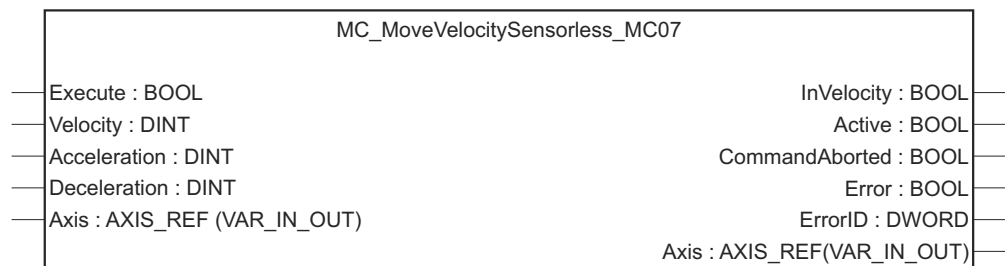 MC_MoveVelocitySensorless_MC07
Execute : BOOL
InVelocity : BOOL
Velocity : DINT
Active : BOOL
Acceleration : DINT
CommandAborted : BOOL
Deceleration : DINT
Error : BOOL
Axis : AXIS_REF (VAR_IN_OUT)
ErrorID : DWORD
Axis : AXIS_REF(VAR_IN_OUT)